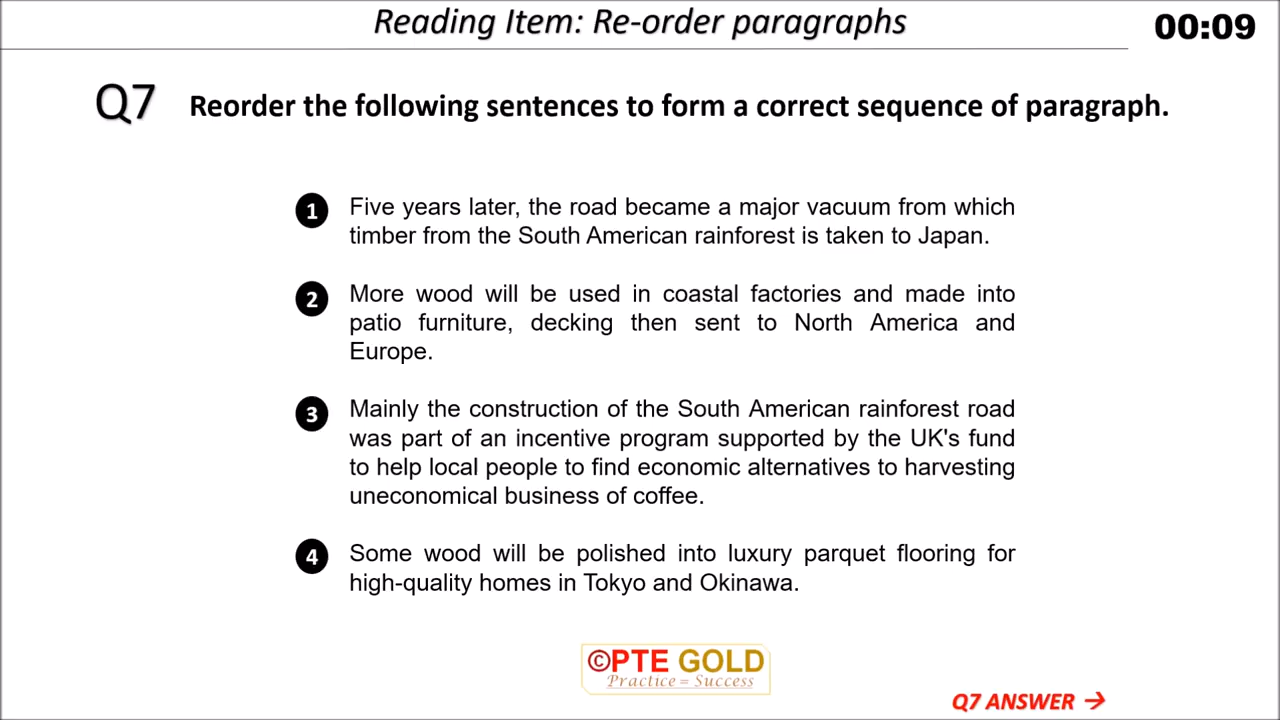 Reading Item: Re-order paragraphs
00:09
Q7
Reorder the following sentences to form a correct sequence of paragraph.
1
Five years later, the road became a major vacuum from which
timber from the South American rainforest is taken to Japan.
2
More wood will be used in coastal factories and made into
patio furniture, decking then sent to North America and
Europe.
3
Mainly the construction of the South American rainforest road
was part of an incentive program supported by the UK's fund
to help local people to find economic alternatives to harvesting
uneconomical business of coffee.
4
Some wood will be polished into luxury parquet flooring for
high-quality homes in Tokyo and Okinawa.
©PTE GOLD
Practice = Success
Q7 ANSWER →